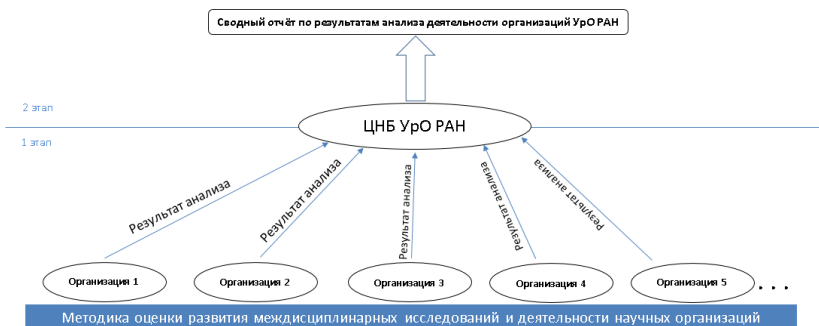 Сводный отчёт по результатам анализа деятельности организаций УрО РАН
2 этап
ЦНБ УрО РАН
1 этап
Результат анализа
Результат анализа
Результат анализа
Результат анализа
Результат анализа
Организация 1
Организация 2
Организация 3
Организация 4
Организация 5
. . .
Методика оценки развития междисциплинарных исследований и деятельности научных организаций